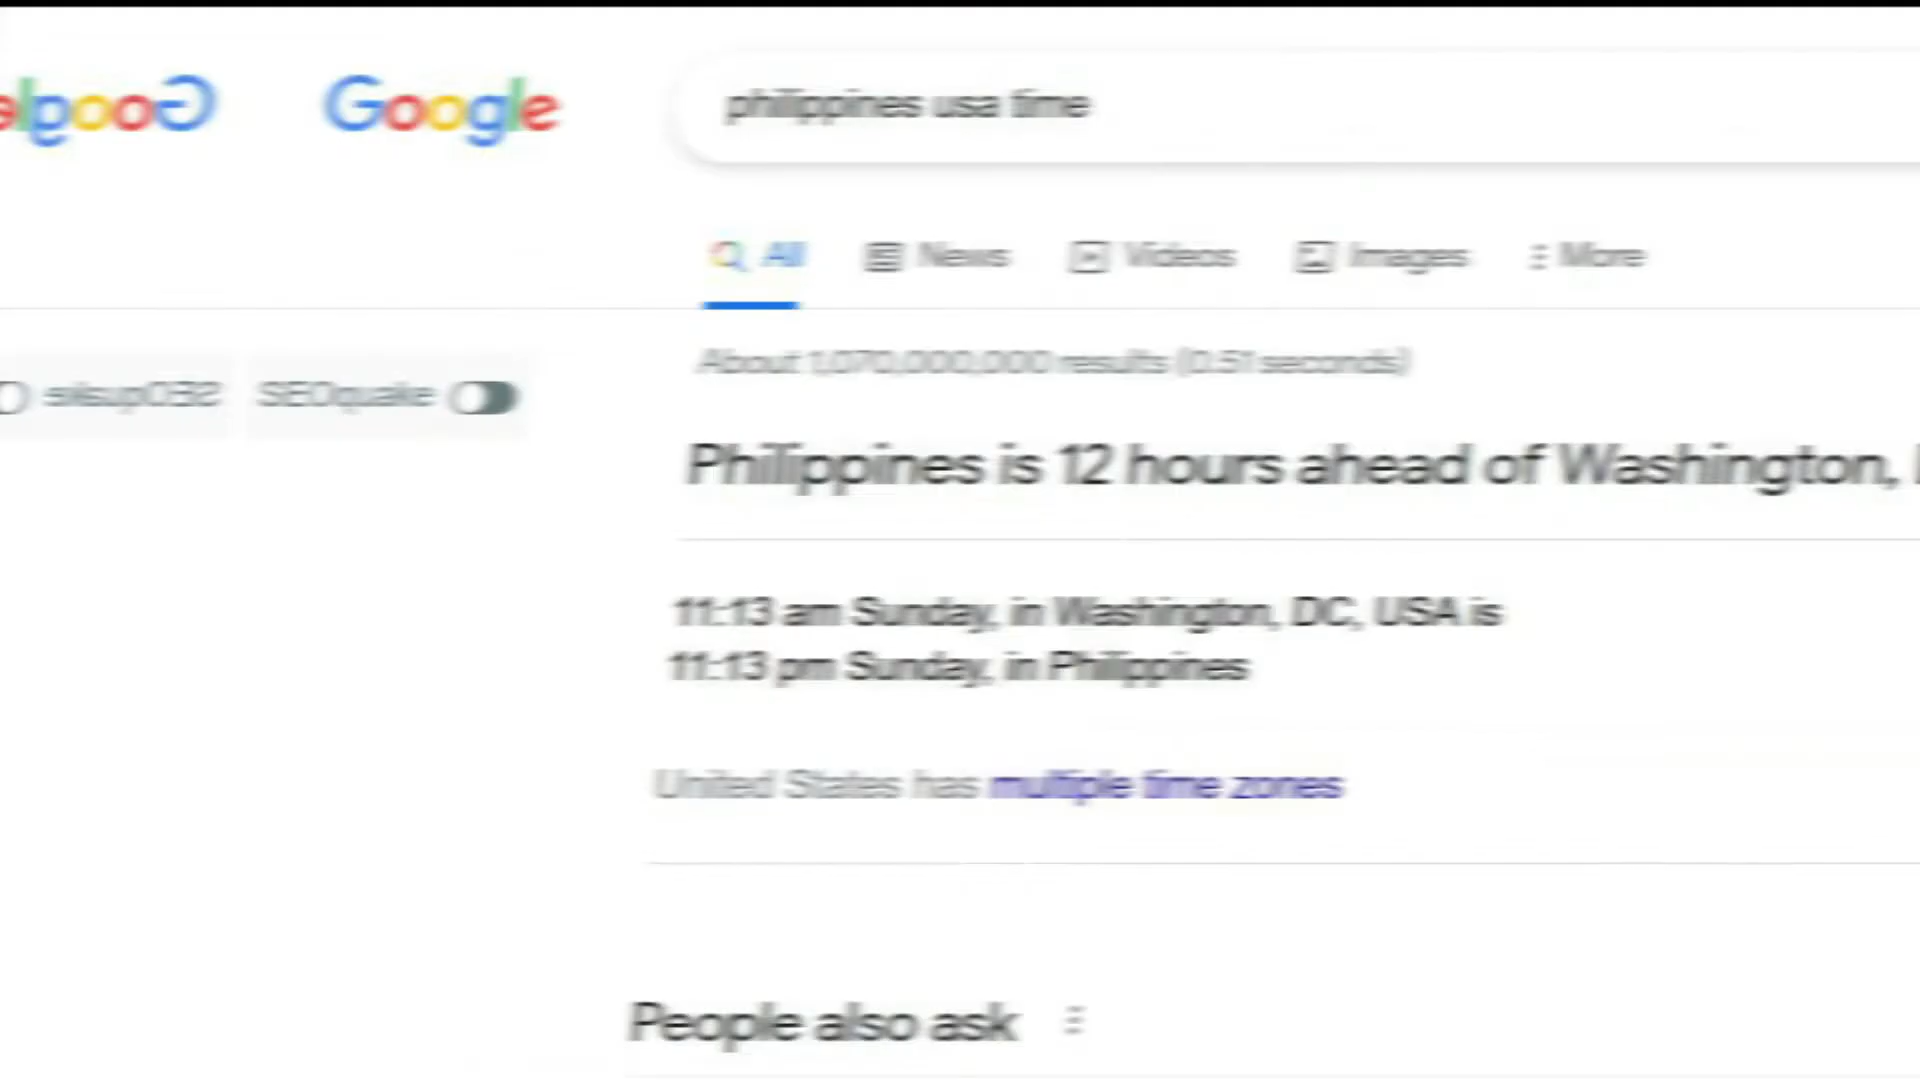 Google
philippines usa time
All News Videos Images More
About 1,070,000,000 results (0.51 seconds)
SEOquake
Philippines is 12 hours ahead of Washington,
11:13 am Sunday, in Washington, DC, USA is
11:13 pm Sunday, in Philippines
United States has multiple time zones
People also ask